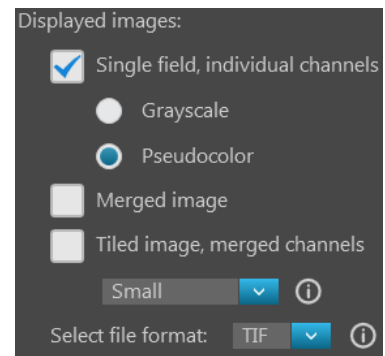 Displayed images:
Single field, individual channels
Grayscale
Pseudocolor
Merged image
Tiled image, merged channels
Small
Select file format: TIF